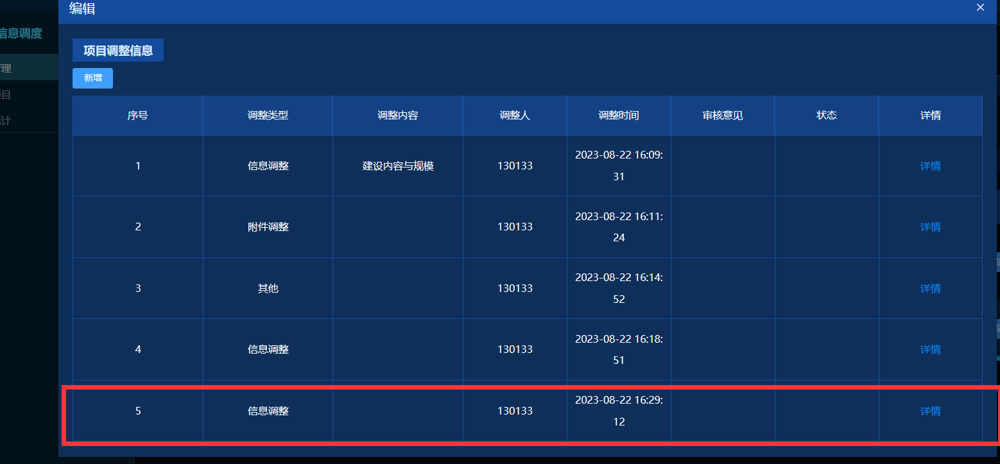 编辑
信息调度
理
目
计
项目调整信息
新增
序号 调整类型 调整内容 调整人 调整时间 审核意见 状态 详情
1 信息调整 建设内容与规模 130133 2023-08-22 16:09:
31 详情
2 附件调整 130133 2023-08-22 16:11:
24 详情
3 其他 130133 2023-08-22 16:14:
52 详情
4 信息调整 130133 2023-08-22 16:18:
51 详情
5 信息调整 130133 2023-08-22 16:29:
12 详情